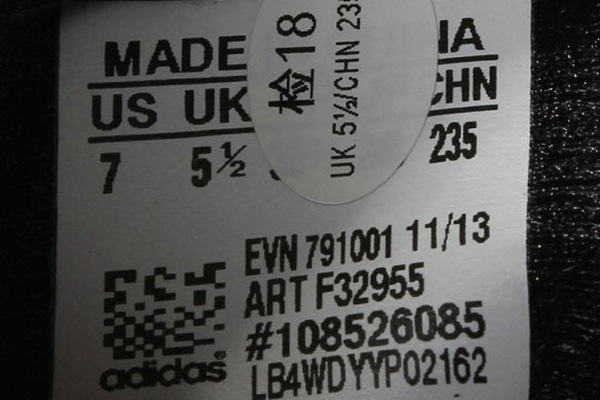 MADE
US UK CHN
7 5½ 235
检18
UK 5½/CHN 235
EVN 791001 11/13
ART F32955
#108526085
LB4WDYYP02162
adidas®